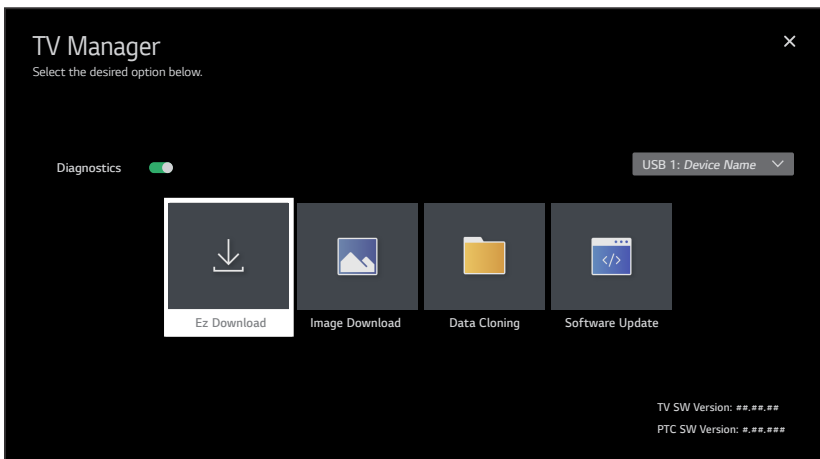 TV Manager
Select the desired option below.
Diagnostics
USB 1: Device Name
Ez Download
Image Download
Data Cloning
Software Update
TV SW Version: ##.##.##
PTC SW Version: #.##.###